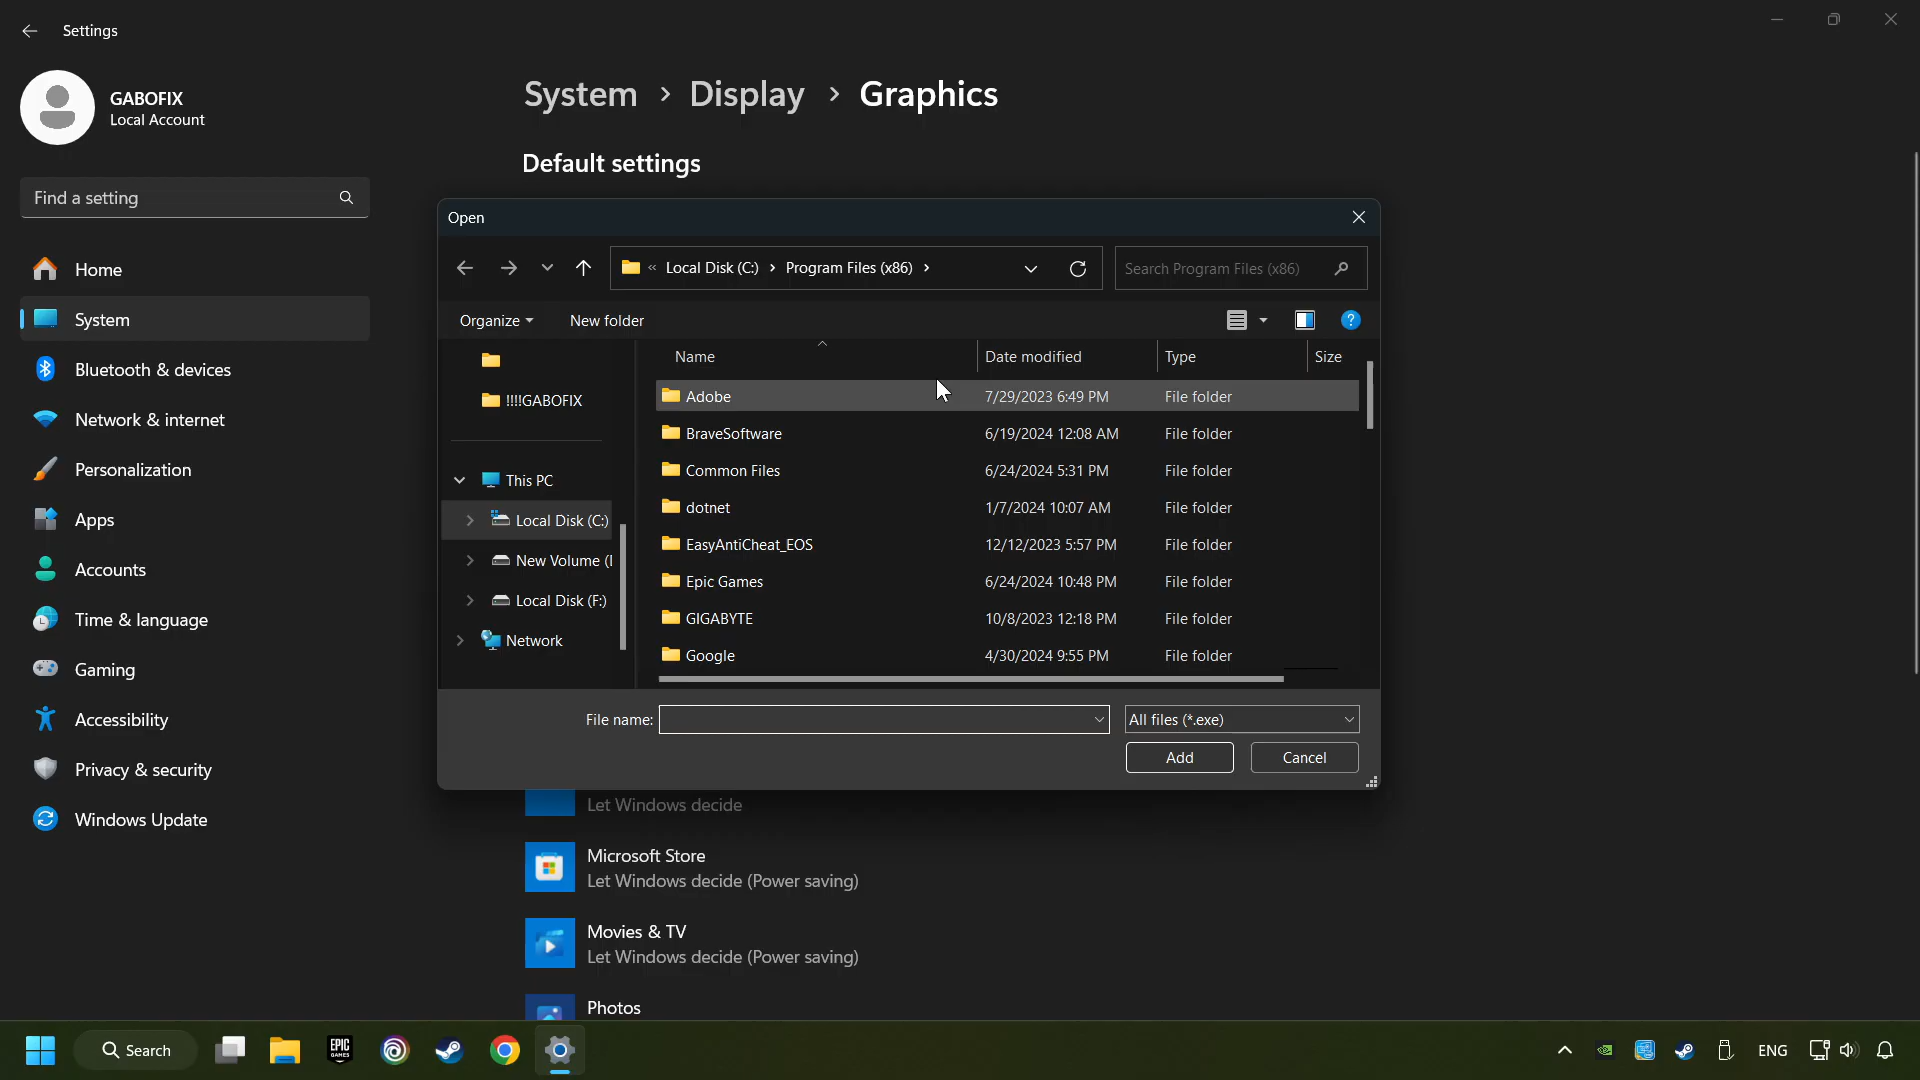 Settings
GABOFIX
Local Account
Find a setting
Home
System
Bluetooth & devices
Network & internet
Personalization
Apps
Accounts
Time & language
Gaming
Accessibility
Privacy & security
Windows Update
System > Display > Graphics
Default settings
Open
« Local Disk (C:) > Program Files (x86) >
Search Program Files (x86)
Organize
New folder
!!!!GABOFIX
This PC
Local Disk (C:)
New Volume (
Local Disk (F:)
Network
Name Date modified Type Size
Adobe 7/29/2023 6:49 PM File folder
BraveSoftware 6/19/2024 12:08 AM File folder
Common Files 6/24/2024 5:31 PM File folder
dotnet 1/7/2024 10:07 AM File folder
EasyAntiCheat_EOS 12/12/2023 5:57 PM File folder
Epic Games 6/24/2024 10:48 PM File folder
GIGABYTE 10/8/2023 12:18 PM File folder
Google 4/30/2024 9:55 PM File folder
File name:
All files (*.exe)
Add
Cancel
Let Windows decide
Microsoft Store
Let Windows decide (Power saving)
Movies & TV
Let Windows decide (Power saving)
Photos
Search
EPIC
GAMES
ENG